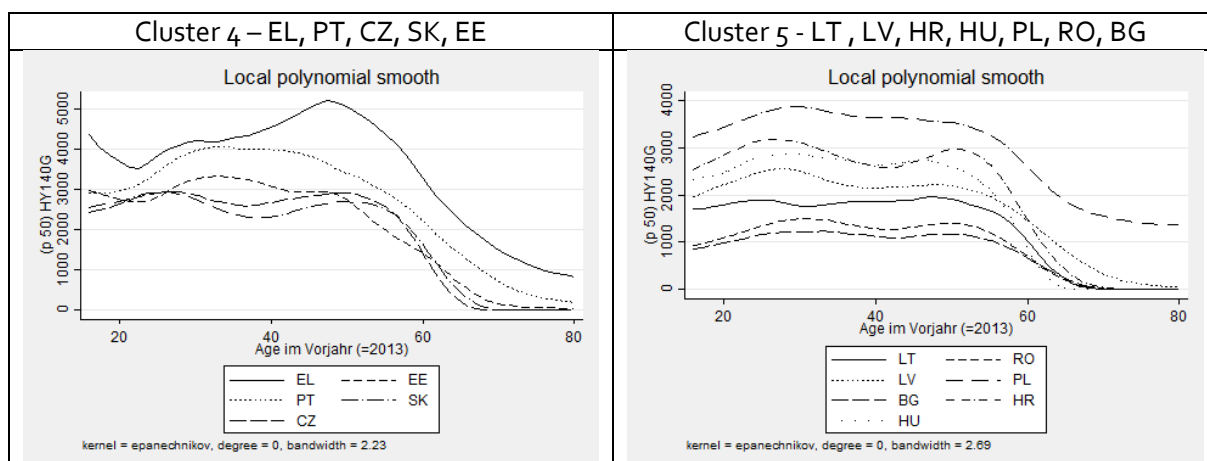 Cluster 4 – EL, PT, CZ, SK, EE
Local polynomial smooth
(p 50) HY140G
5000
4000
3000
2000
1000
0
20
40
60
80
Age im Vorjahr (=2013)
EL
EE
PT
SK
CZ
kernel = epanechnikov, degree = 0, bandwidth = 2.23
Cluster 5 - LT , LV, HR, HU, PL, RO, BG
Local polynomial smooth
(p 50) HY140G
4000
3000
2000
1000
0
20
40
60
80
Age im Vorjahr (=2013)
LT
RO
LV
PL
BG
HR
HU
kernel = epanechnikov, degree = 0, bandwidth = 2.69